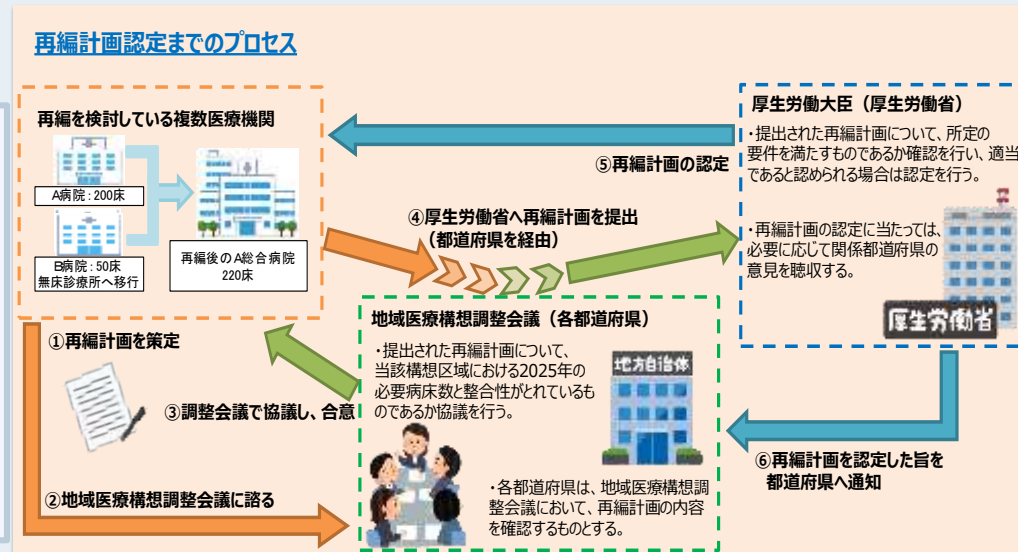 再編計画認定までのプロセス
再編を検討している複数医療機関
A病院：200床
B病院：50床
無床診療所へ移行
再編後のA総合病院
220床
①再編計画を策定
②地域医療構想調整会議に諮る
③調整会議で協議し、合意
④厚生労働省へ再編計画を提出
（都道府県を経由）
⑤再編計画の認定
地域医療構想調整会議（各都道府県）
・提出された再編計画について、
当該構想区域における2025年の
必要病床数と整合性がとれているも
のであるか協議を行う。
地方自治体
・各都道府県は、地域医療構想調
整会議において、再編計画の内容
を確認するものとする。
厚生労働大臣（厚生労働省）
・提出された再編計画について、所定の
要件を満たすものであるか確認を行い、適当
であると認められる場合は認定を行う。
・再編計画の認定に当たっては、
必要に応じて関係都道府県の
意見を聴収する。
厚生労働省
⑥再編計画を認定した旨を
都道府県へ通知